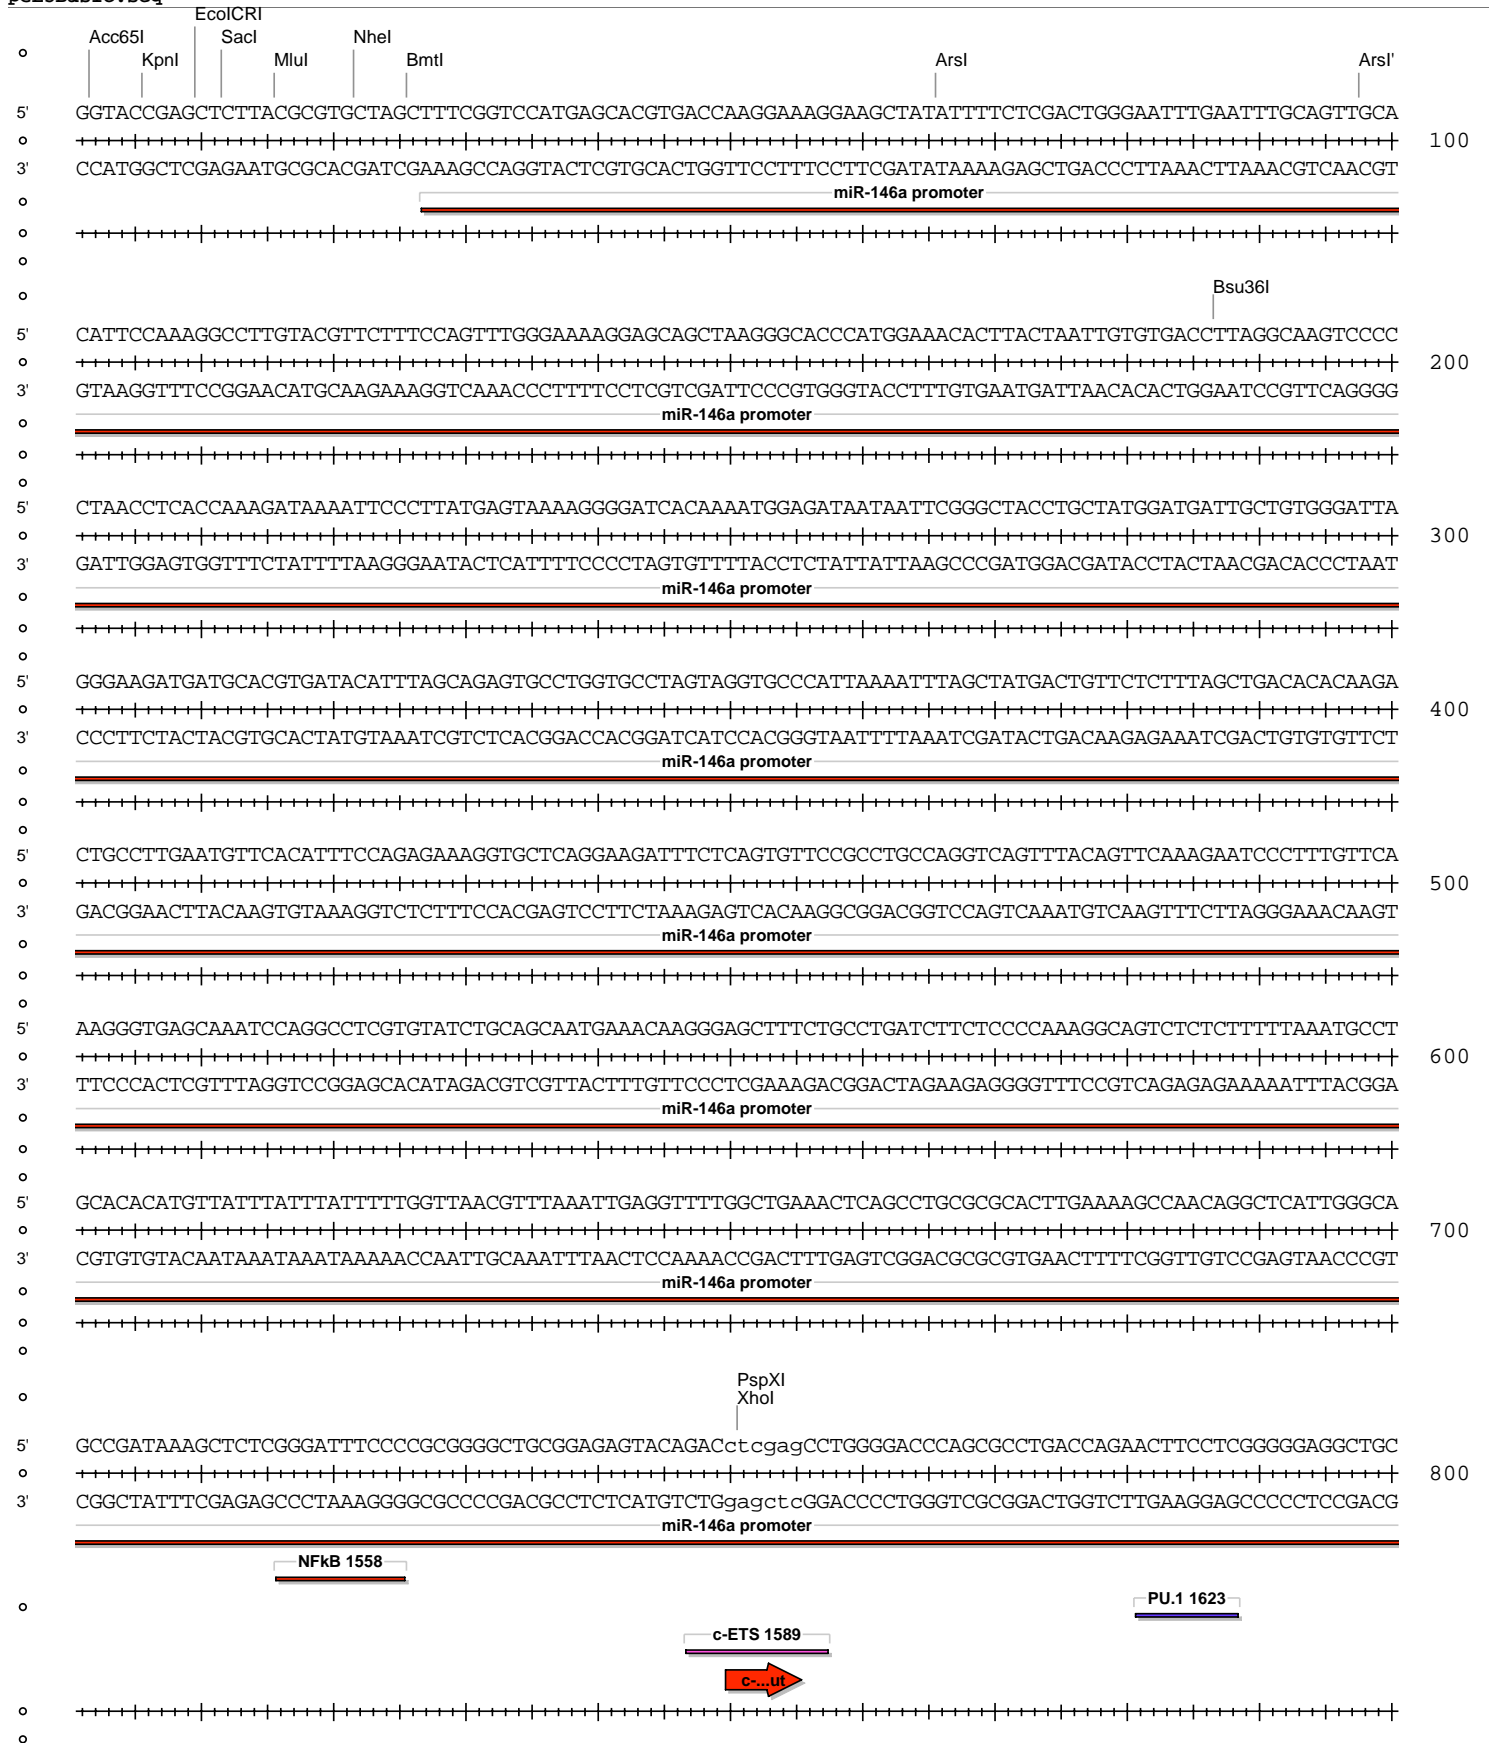 EcoICRI
Acc65I SacI NheI
KpnI MluI BmtI ArsI ArsI'
5' GGTACCGAGCTCTTACGCGTGCTAGCTTTCGGTCCATGAGCACGTGACCAAGGAAAGGAAGCTATATTTTCTCGACTGGGAATTTGAATTTGCAGTTGCA
100
3' CCATGGCTCGAGAATGCGCACGATCGAAAGCCAGGTACTCGTGCACTGGTTCCTTTCCTTCGATATAAAAGAGCTGACCCTTAAACTTAAACGTCAACGT
miR-146a promoter
Bsu36I
5' CATTCCAAAGGCCTTGTACGTTCTTTCCAGTTTGGGAAAAGGAGCAGCTAAGGGCACCCATGGAAACACTTACTAATTGTGTGACCTTAGGCAAGTCCCC
200
3' GTAAGGTTTCCGGAACATGCAAGAAAGGTCAAACCCTTTTCCTCGTCGATTCCCGTGGGTACCTTTGTGAATGATTAACACACTGGAATCCGTTCAGGGG
miR-146a promoter
5' CTAACCTCACCAAAGATAAAATTCCCTTATGAGTAAAAGGGGATCACAAAATGGAGATAATAATTCGGGCTACCTGCTATGGATGATTGCTGTGGGATTA
300
3' GATTGGAGTGGTTTCTATTTTAAGGGAATACTCATTTTCCCCTAGTGTTTTACCTCTATTATTAAGCCCGATGGACGATACCTACTAACGACACCCTAAT
miR-146a promoter
5' GGGAAGATGATGCACGTGATACATTTAGCAGAGTGCCTGGTGCCTAGTAGGTGCCCATTAAAATTTAGCTATGACTGTTCTCTTTAGCTGACACACAAGA
400
3' CCCTTCTACTACGTGCACTATGTAAATCGTCTCACGGACCACGGATCATCCACGGGTAATTTTAAATCGATACTGACAAGAGAAATCGACTGTGTGTTCT
miR-146a promoter
5' CTGCCTTGAATGTTCACATTTCCAGAGAAAGGTGCTCAGGAAGATTTCTCAGTGTTCCGCCTGCCAGGTCAGTTTACAGTTCAAAGAATCCCTTTGTTCA
500
3' GACGGAACTTACAAGTGTAAAGGTCTCTTTCCACGAGTCCTTCTAAAGAGTCACAAGGCGGACGGTCCAGTCAAATGTCAAGTTTCTTAGGGAAACAAGT
miR-146a promoter
5' AAGGGTGAGCAAATCCAGGCCTCGTGTATCTGCAGCAATGAAACAAGGGAGCTTTCTGCCTGATCTTCTCCCCAAAGGCAGTCTCTCTTTTTAAATGCCT
600
3' TTCCCACTCGTTTAGGTCCGGAGCACATAGACGTCGTTACTTTGTTCCCTCGAAAGACGGACTAGAAGAGGGGTTTCCGTCAGAGAGAAAAATTTACGGA
miR-146a promoter
5' GCACACATGTTATTTATTTATTTTTGGTTAACGTTTAAATTGAGGTTTTGGCTGAAACTCAGCCTGCGCGCACTTGAAAAGCCAACAGGCTCATTGGGCA
700
3' CGTGTGTACAATAAATAAATAAAAACCAATTGCAAATTTAACTCCAAAACCGACTTTGAGTCGGACGCGCGTGAACTTTTCGGTTGTCCGAGTAACCCGT
miR-146a promoter
PspXI
XhoI
5' GCCGATAAAGCTCTCGGGATTTCCCCGCGGGGCTGCGGAGAGTACAGACctcgagCCTGGGGACCCAGCGCCTGACCAGAACTTCCTCGGGGGAGGCTGC
800
3' CGGCTATTTCGAGAGCCCTAAAGGGGCGCCCCGACGCCTCTCATGTCTGgagctcGGACCCCTGGGTCGCGGACTGGTCTTGAAGGAGCCCCCTCCGACG
miR-146a promoter
NFkB 1558
PU.1 1623
c-ETS 1589
c-...ut